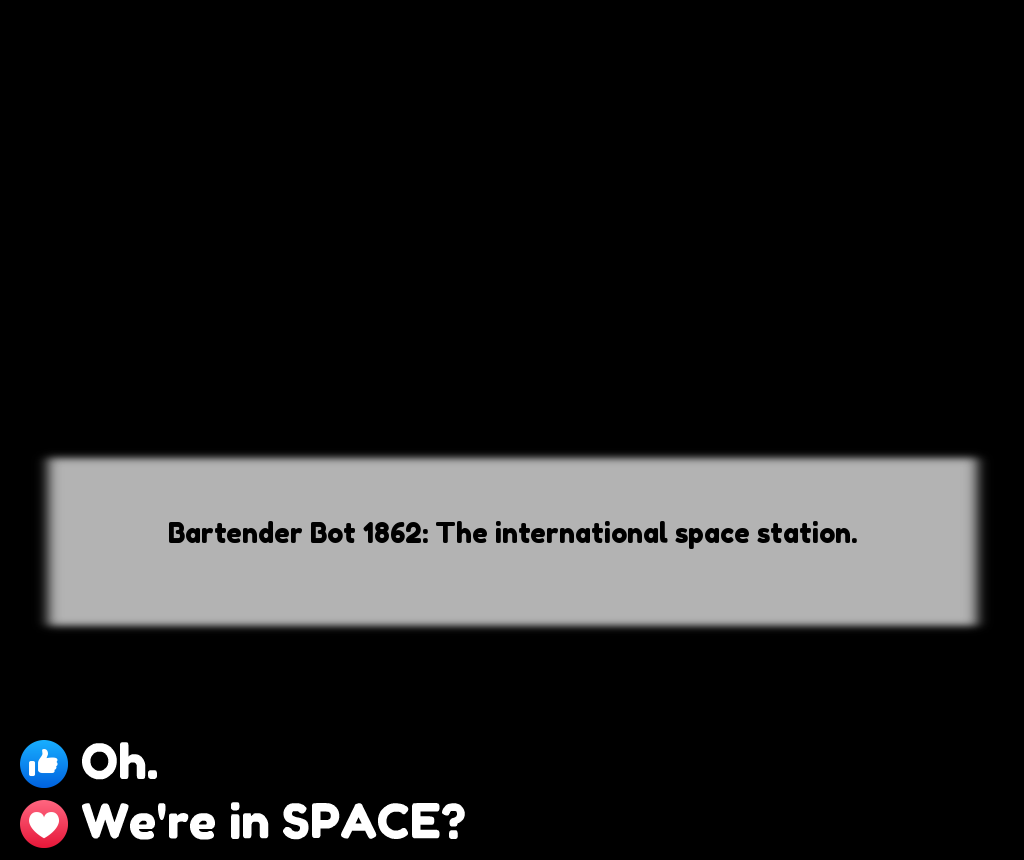 Bartender Bot 1862: The international space station.
Oh.
We're in SPACE?